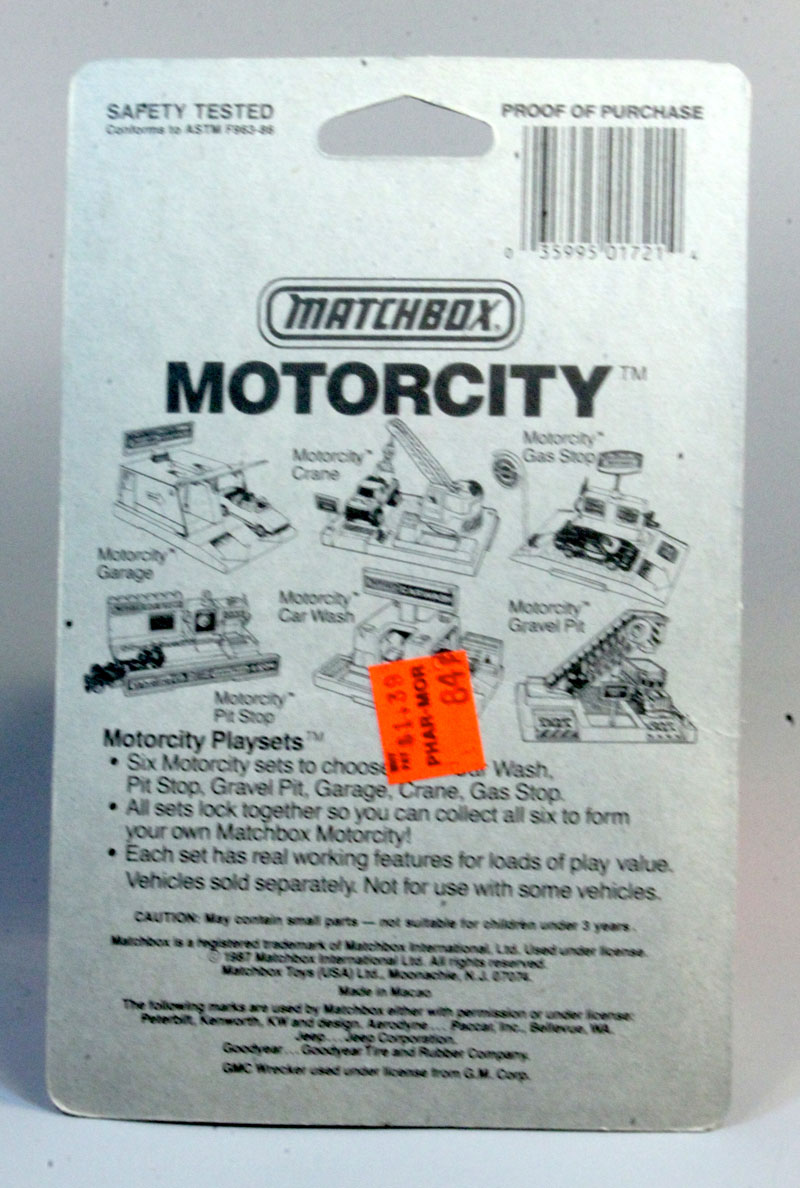 SAFETY TESTED
Conforms to ASTM F963-86
PROOF OF PURCHASE
0 35995 01721 4
MATCHBOX®
MOTORCITY™
Motorcity™
Crane
Motorcity™
Gas Stop
Motorcity™
Garage
Motorcity™
Car Wash
Motorcity™
Gravel Pit
Motorcity™
Pit Stop
$1.39
PHAR-MOR
Motorcity Playsets™
• Six Motorcity sets to choose Wash,
Pit Stop, Gravel Pit, Garage, Crane, Gas Stop.
• All sets lock together so you can collect all six to form
your own Matchbox Motorcity!
• Each set has real working features for loads of play value.
Vehicles sold separately. Not for use with some vehicles.
CAUTION: May contain small parts — not suitable for children under 3 years.
Matchbox is a registered trademark of Matchbox International, Ltd. Used under license.
© 1987 Matchbox International Ltd. All rights reserved.
Matchbox Toys (USA) Ltd., Moonachie, N.J. 07074.
Made in Macao
The following marks are used by Matchbox either with permission or under license:
Peterbilt, Kenworth, KW and design, Aerodyne.... Paccar, Inc., Bellevue, WA.
Jeep....Jeep Corporation.
Goodyear...Goodyear Tire and Rubber Company.
GMC Wrecker used under license from G.M. Corp.